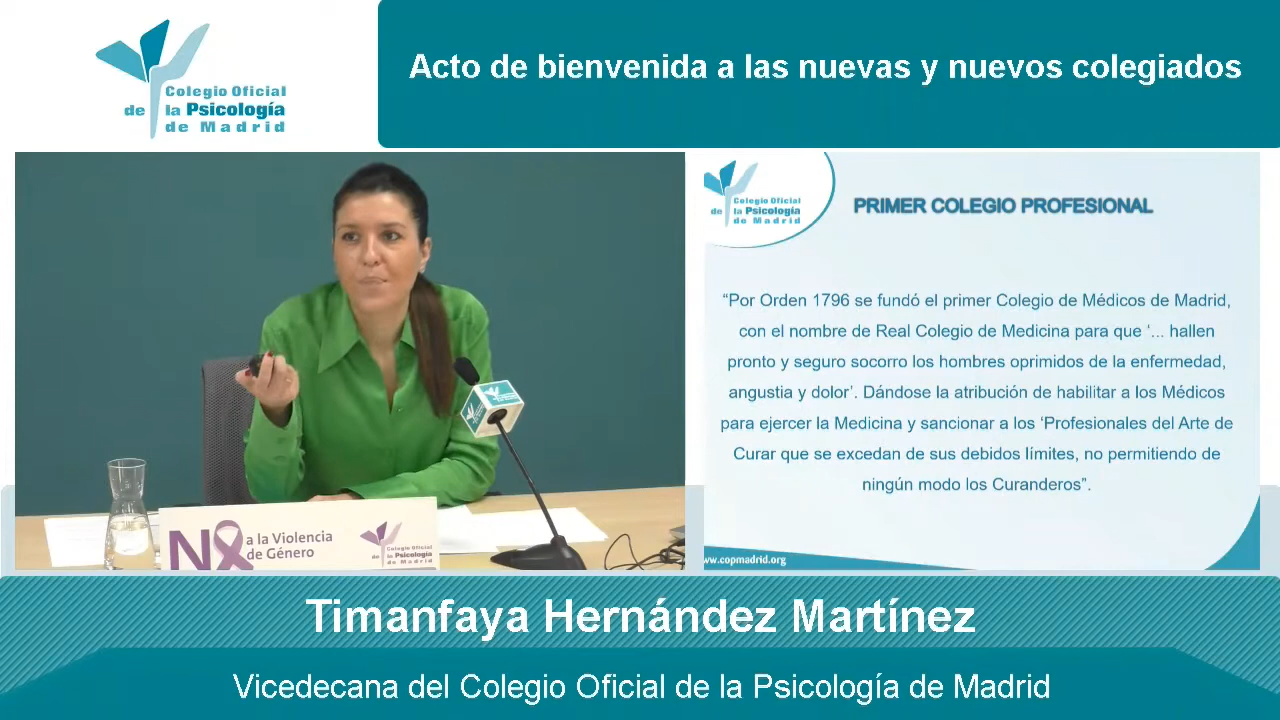 Colegio Oficial
de la Psicología
de Madrid
Acto de bienvenida a las nuevas y nuevos colegiados
Colegio Oficial
de la Psicología
de Madrid
PRIMER COLEGIO PROFESIONAL
“Por Orden 1796 se fundó el primer Colegio de Médicos de Madrid,
con el nombre de Real Colegio de Medicina para que ‘... hallen
pronto y seguro socorro los hombres oprimidos de la enfermedad,
angustia y dolor’. Dándose la atribución de habilitar a los Médicos
para ejercer la Medicina y sancionar a los ‘Profesionales del Arte de
Curar que se excedan de sus debidos límites, no permitiendo de
ningún modo los Curanderos”.
www.copmadrid.org
NO a la Violencia
de Género
Colegio Oficial
de la Psicología
de Madrid
Timanfaya Hernández Martínez
Vicedecana del Colegio Oficial de la Psicología de Madrid